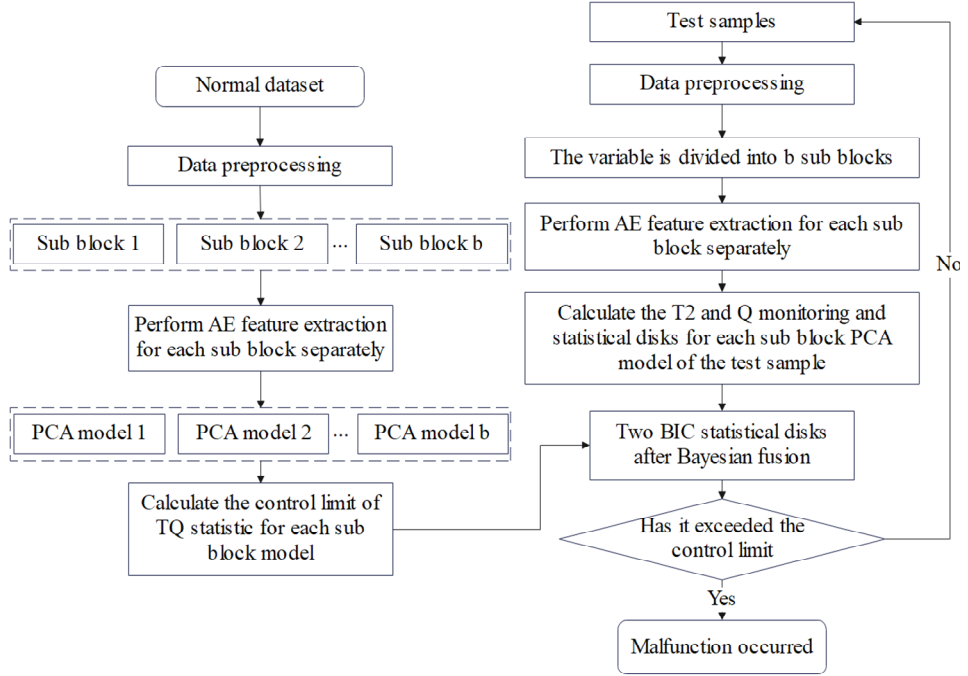 Normal dataset
Data preprocessing
Sub block 1
Sub block 2
...
Sub block b
Perform AE feature extraction
for each sub block separately
PCA model 1
PCA model 2
...
PCA model b
Calculate the control limit of
TQ statistic for each sub
block model
Test samples
Data preprocessing
The variable is divided into b sub blocks
Perform AE feature extraction for each sub
block separately
Calculate the T2 and Q monitoring and
statistical disks for each sub block PCA
model of the test sample
Two BIC statistical disks
after Bayesian fusion
Has it exceeded the
control limit
No
Yes
Malfunction occurred